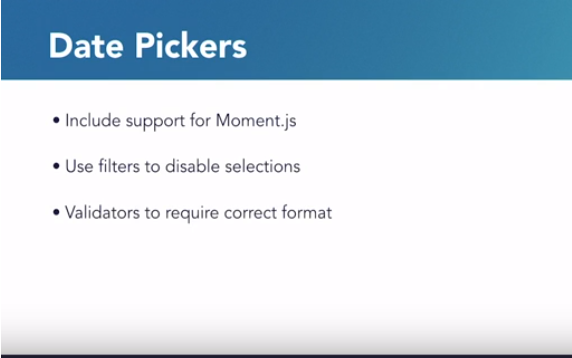 Date Pickers
• Include support for Moment.js
• Use filters to disable selections
• Validators to require correct format